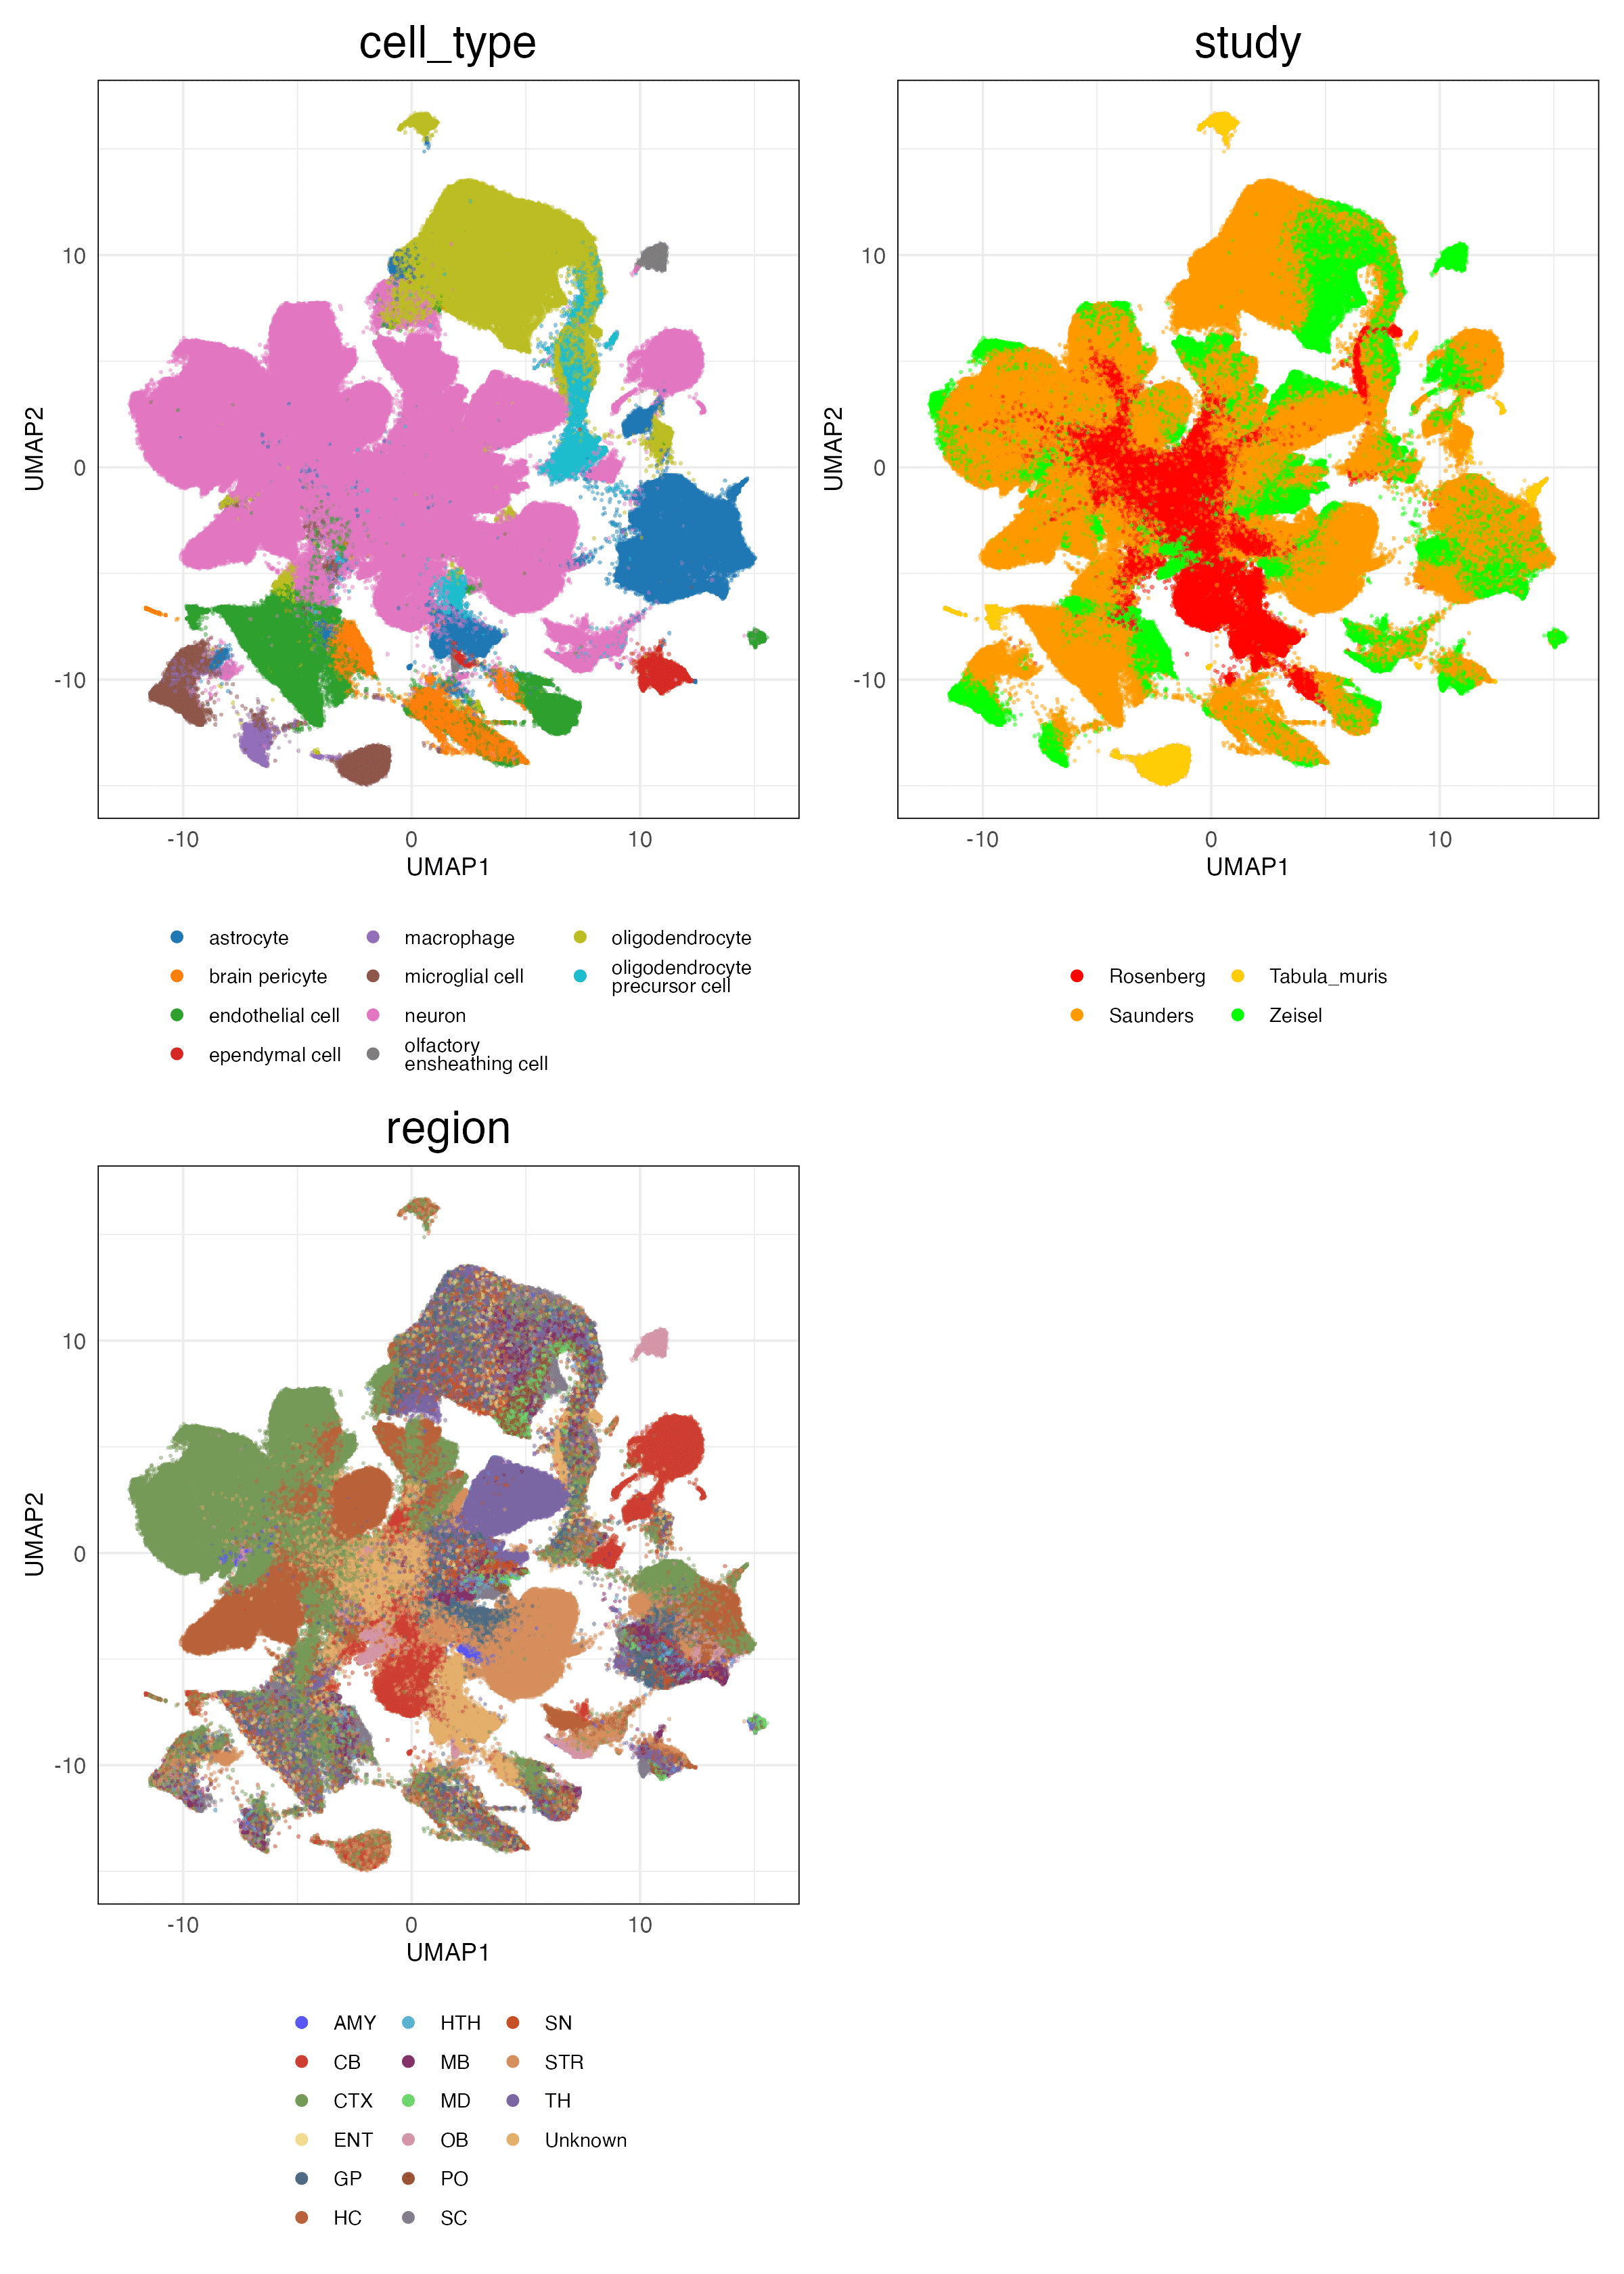 cell_type
study
10
0
-10
UMAP2
-10
0
10
UMAP1
10
0
-10
UMAP2
-10
0
10
UMAP1
astrocyte
brain pericyte
endothelial cell
ependymal cell
macrophage
microglial cell
neuron
olfactory
ensheathing cell
oligodendrocyte
oligodendrocyte
precursor cell
Rosenberg
Saunders
Tabula_muris
Zeisel
region
10
0
-10
UMAP2
-10
0
10
UMAP1
AMY
CB
CTX
ENT
GP
HC
HTH
MB
MD
OB
PO
SC
SN
STR
TH
Unknown